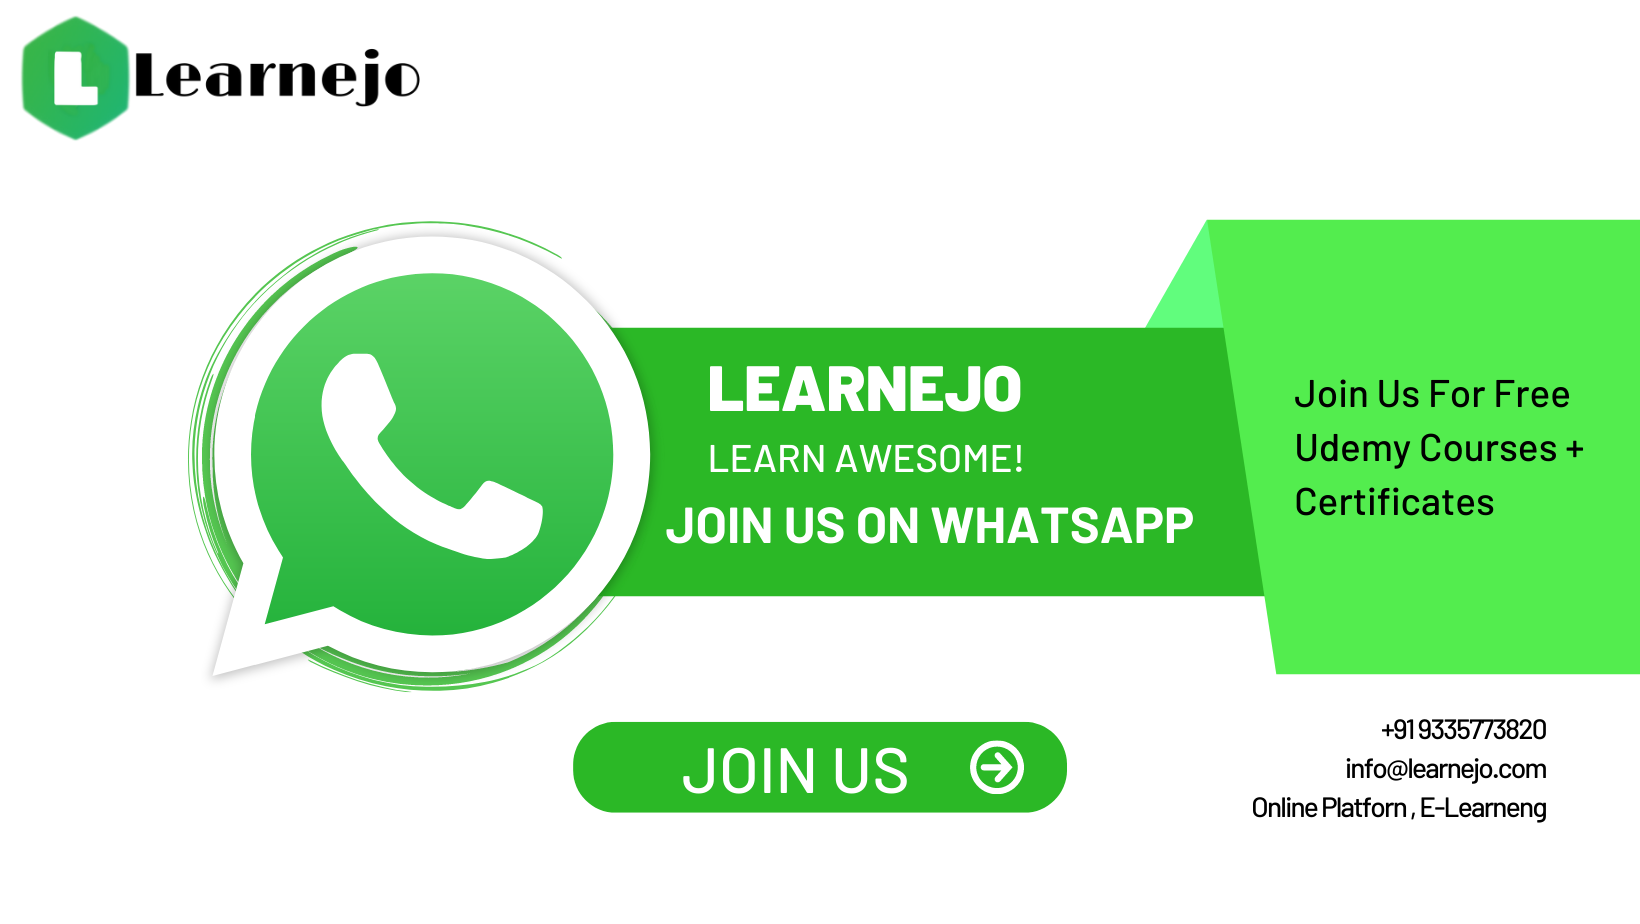 L Learnejo
LEARNEJO
LEARN AWESOME!
JOIN US ON WHATSAPP
Join Us For Free
Udemy Courses +
Certificates
JOIN US
+91 9335773820
info@learnejo.com
Online Platforn , E-Learneng